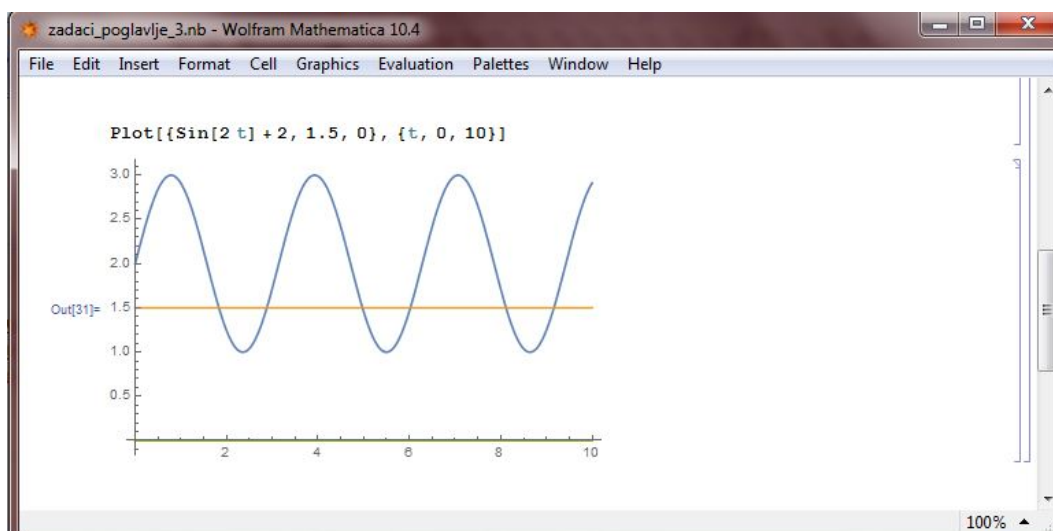 zadaci_poglavlje_3.nb - Wolfram Mathematica 10.4
File Edit Insert Format Cell Graphics Evaluation Palettes Window Help
Plot[{Sin[2 t] + 2, 1.5, 0}, {t, 0, 10}]
3.0
2.5
2.0
Out[31]= 1.5
1.0
0.5
2 4 6 8 10
100%